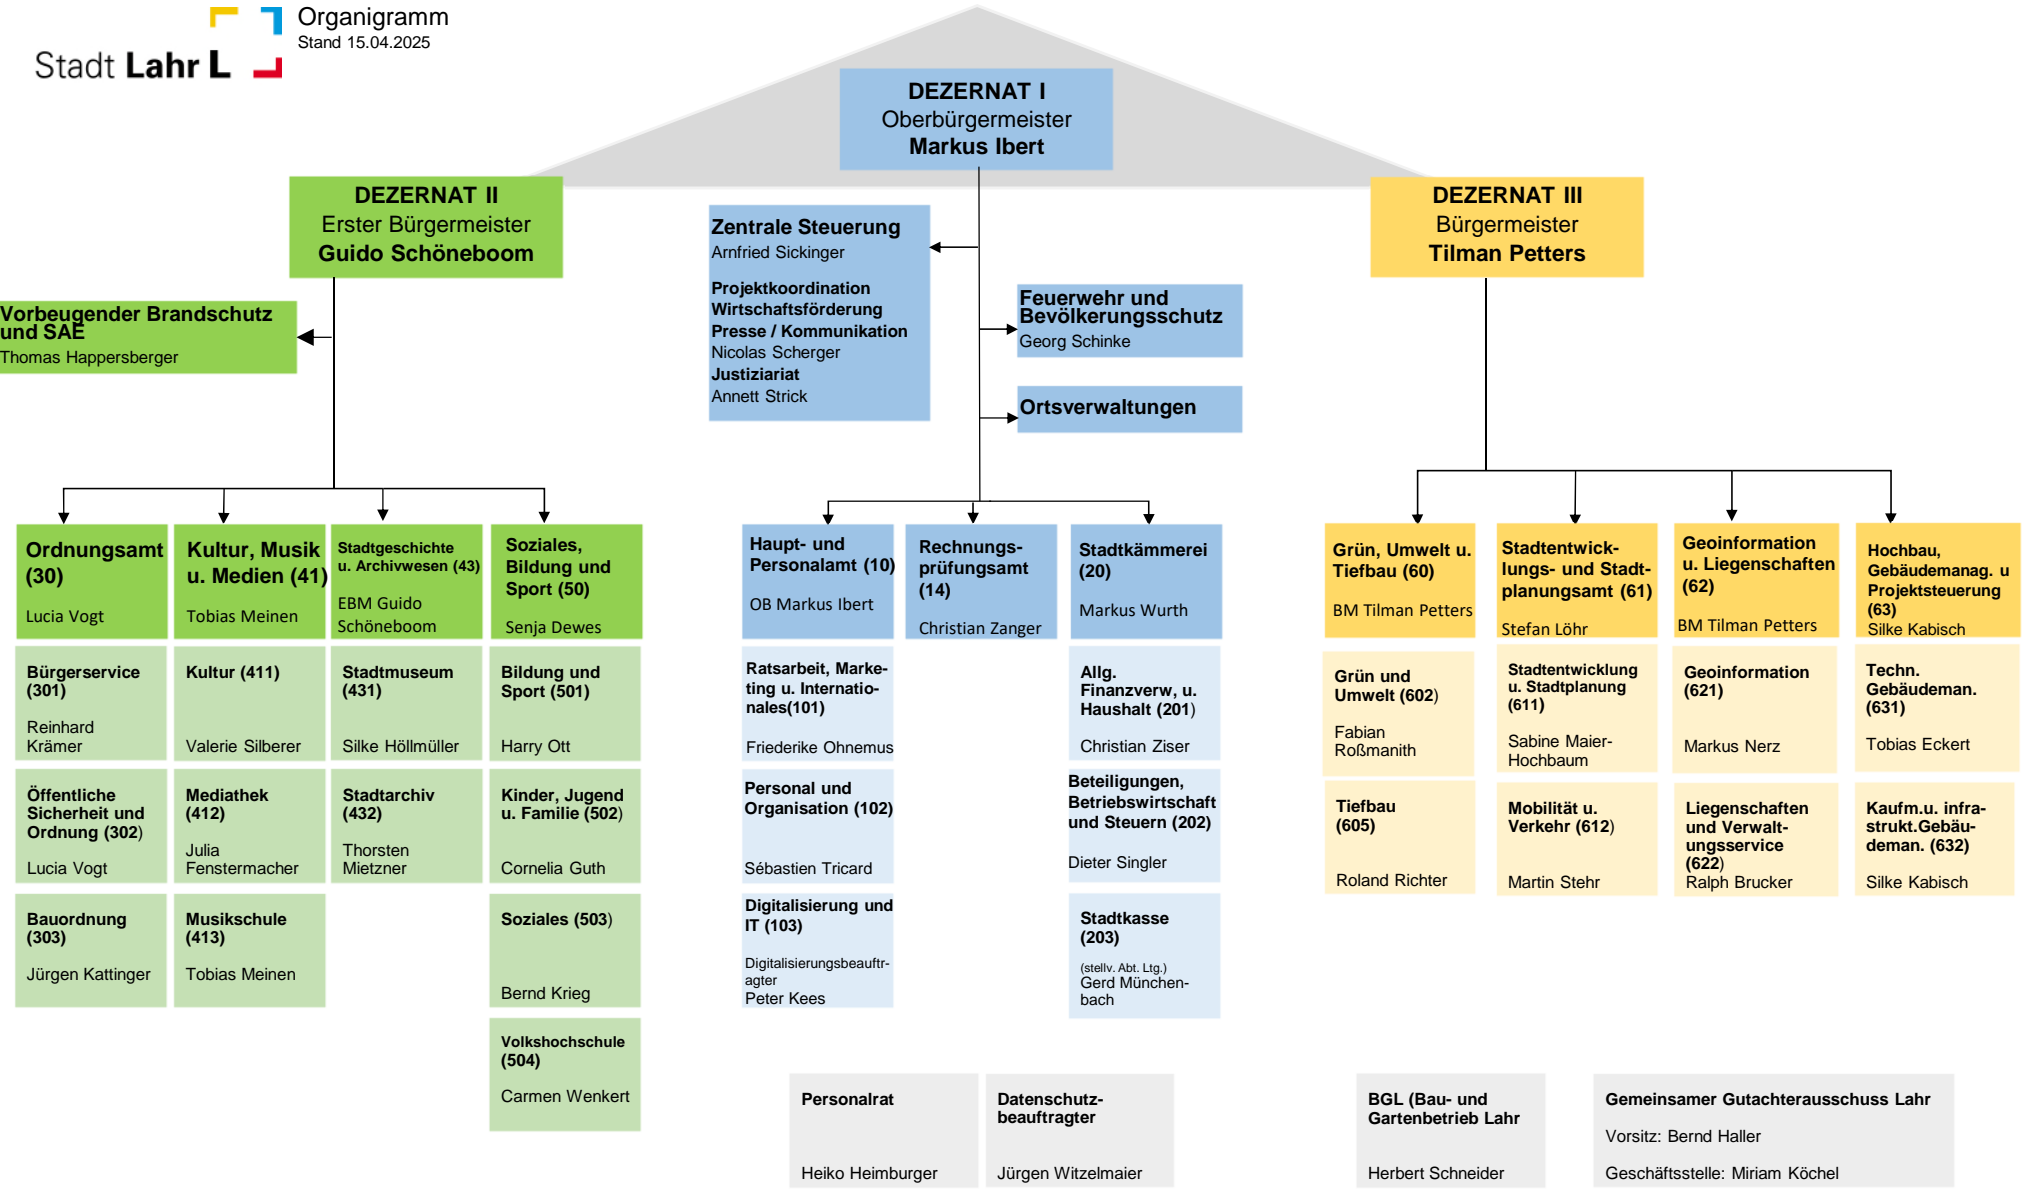 Organigramm
Stand 15.04.2025
Stadt Lahr L
DEZERNAT I
Oberbürgermeister
Markus Ibert
DEZERNAT II
Erster Bürgermeister
Guido Schöneboom
DEZERNAT III
Bürgermeister
Tilman Petters
Zentrale Steuerung
Arnfried Sickinger
Projektkoordination
Wirtschaftsförderung
Presse / Kommunikation
Nicolas Scherger
Justiziariat
Annett Strick
Feuerwehr und
Bevölkerungsschutz
Georg Schinke
Ortsverwaltungen
Vorbeugender Brandschutz
und SAE
Thomas Happersberger
Ordnungsamt
(30)
Lucia Vogt
Kultur, Musik
u. Medien (41)
Tobias Meinen
Stadtgeschichte
u. Archivwesen (43)
EBM Guido
Schöneboom
Soziales,
Bildung und
Sport (50)
Senja Dewes
Haupt- und
Personalamt (10)
OB Markus Ibert
Rechnungs-
prüfungsamt
(14)
Christian Zanger
Stadtkämmerei
(20)
Markus Wurth
Grün, Umwelt u.
Tiefbau (60)
BM Tilman Petters
Stadtentwick-
lungs- und Stadt-
planungsamt (61)
Stefan Löhr
Geoinformation
u. Liegenschaften
(62)
BM Tilman Petters
Hochbau,
Gebäudemanag. u
Projektsteuerung
(63)
Silke Kabisch
Bürgerservice
(301)
Reinhard
Krämer
Kultur (411)
Valerie Silberer
Stadtmuseum
(431)
Silke Höllmüller
Bildung und
Sport (501)
Harry Ott
Ratsarbeit, Marke-
ting u. Internatio-
nales(101)
Friederike Ohnemus
Allg.
Finanzverw, u.
Haushalt (201)
Christian Ziser
Grün und
Umwelt (602)
Fabian
Roßmanith
Stadtentwicklung
u. Stadtplanung
(611)
Sabine Maier-
Hochbaum
Geoinformation
(621)
Markus Nerz
Techn.
Gebäudeman.
(631)
Tobias Eckert
Öffentliche
Sicherheit und
Ordnung (302)
Lucia Vogt
Mediathek
(412)
Julia
Fenstermacher
Stadtarchiv
(432)
Thorsten
Mietzner
Kinder, Jugend
u. Familie (502)
Cornelia Guth
Personal und
Organisation (102)
Sébastien Tricard
Beteiligungen,
Betriebswirtschaft
und Steuern (202)
Dieter Singler
Tiefbau
(605)
Roland Richter
Mobilität u.
Verkehr (612)
Martin Stehr
Liegenschaften
und Verwalt-
ungsservice
(622)
Ralph Brucker
Kaufm.u. infra-
strukt.Gebäu-
deman. (632)
Silke Kabisch
Bauordnung
(303)
Jürgen Kattinger
Musikschule
(413)
Tobias Meinen
Soziales (503)
Bernd Krieg
Digitalisierung und
IT (103)
Digitalisierungsbeauftr-
agter
Peter Kees
Stadtkasse
(203)
(stellv. Abt. Ltg.)
Gerd München-
bach
Volkshochschule
(504)
Carmen Wenkert
Personalrat
Heiko Heimburger
Datenschutz-
beauftragter
Jürgen Witzelmaier
BGL (Bau- und
Gartenbetrieb Lahr
Herbert Schneider
Gemeinsamer Gutachterausschuss Lahr
Vorsitz: Bernd Haller
Geschäftsstelle: Miriam Köchel